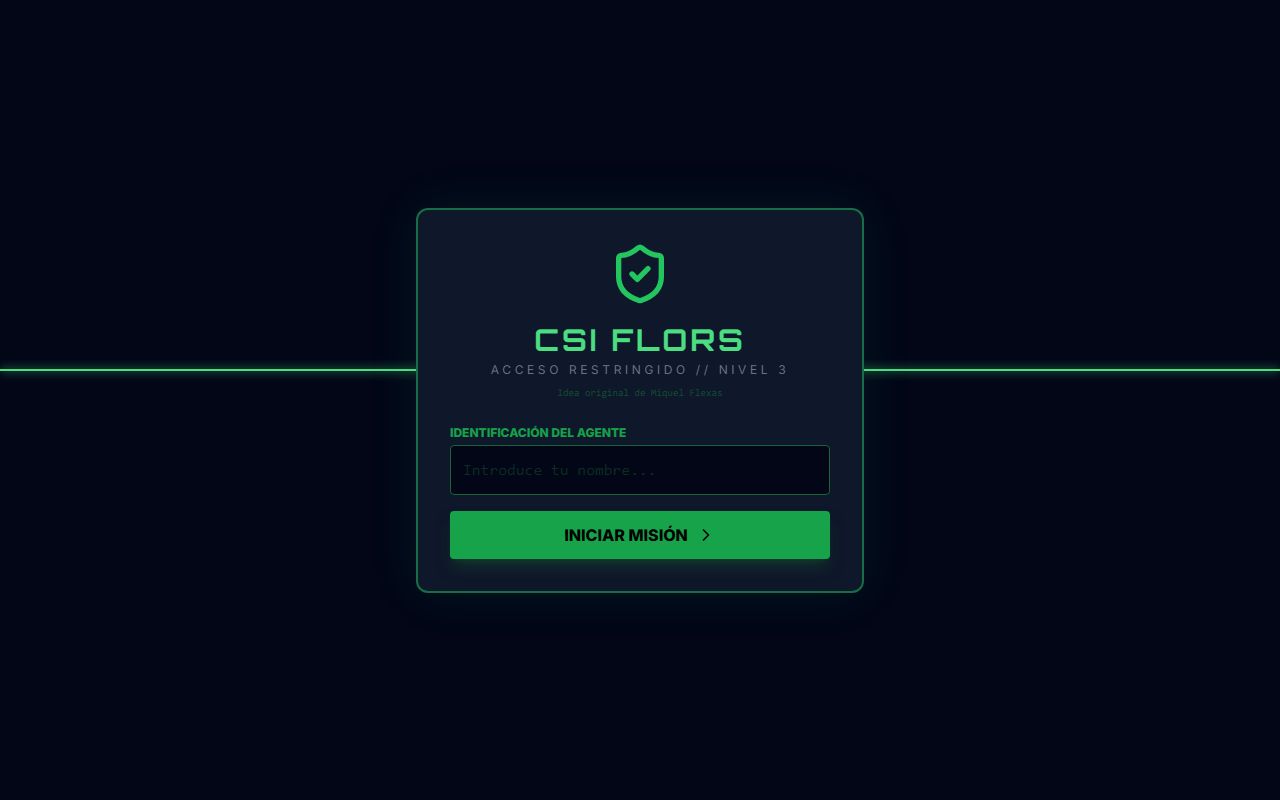 CSI FLORS
ACCESO RESTRINGIDO // NIVEL 3
Idea original de Miquel Flexas
IDENTIFICACIÓN DEL AGENTE
Introduce tu nombre...
INICIAR MISIÓN